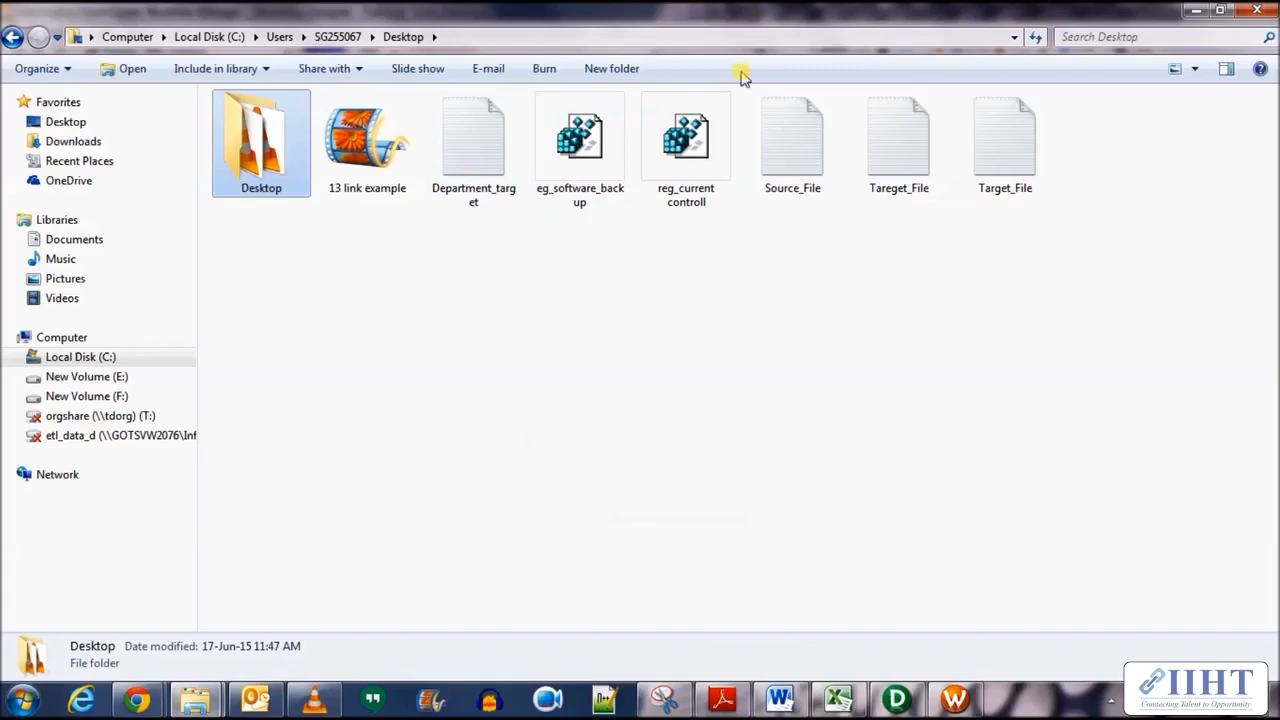 Computer Local Disk (C:) Users SG255067 Desktop Search Desktop
Organize Open Include in library Share with Slide show E-mail Burn New folder
Favorites
Desktop
Downloads
Recent Places
OneDrive
Libraries
Documents
Music
Pictures
Videos
Computer
Local Disk (C:)
New Volume (E:)
New Volume (F:)
orgshare (\\tdorg) (T:)
etl_data_d (\\GOTSVW2076\Inf
Network
Desktop
13 link example
Department_targ
et
eg_software_back
up
reg_current
controll
Source_File
Tareget_File
Target_File
Desktop Date modified: 17-Jun-15 11:47 AM
File folder
IIHT
Connecting Talent to Opportunity